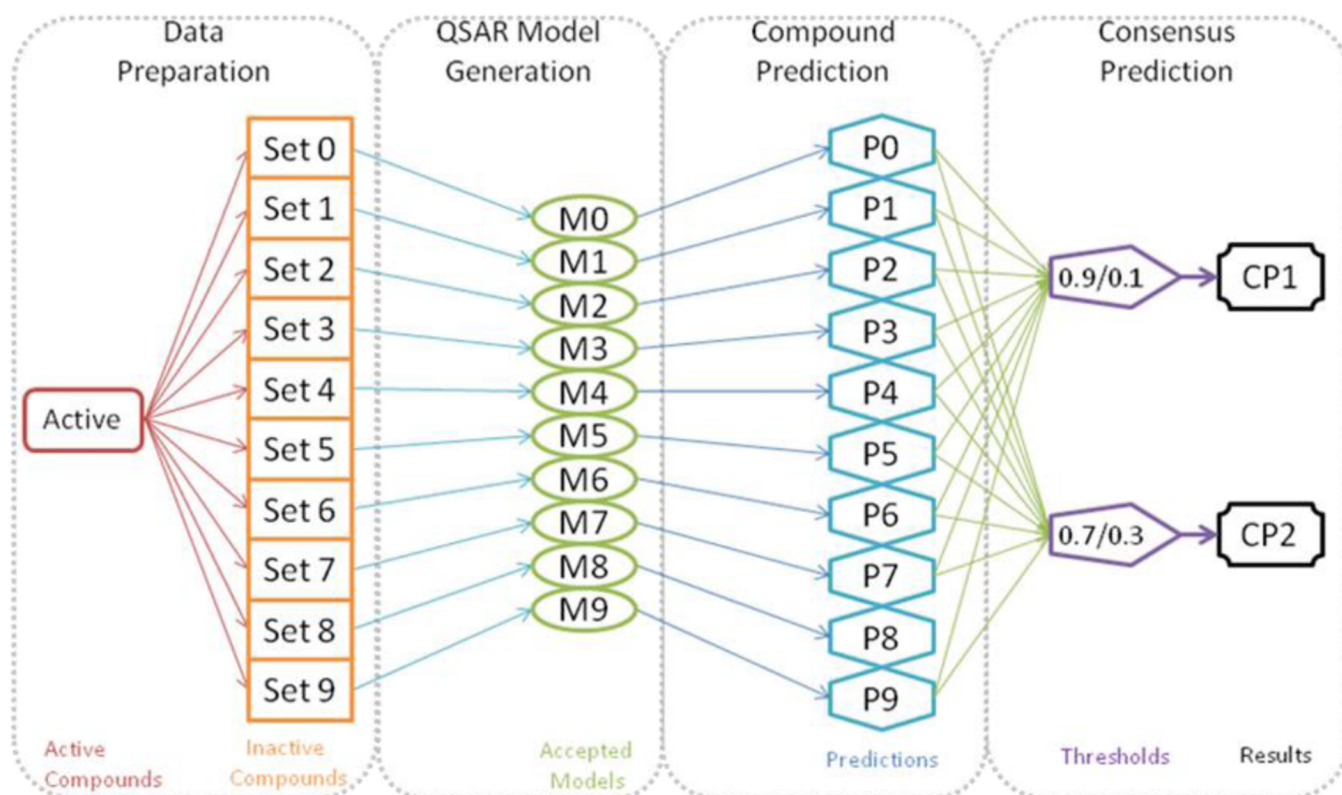 Data
Preparation
QSAR Model
Generation
Compound
Prediction
Consensus
Prediction
Active
Set 0
Set 1
Set 2
Set 3
Set 4
Set 5
Set 6
Set 7
Set 8
Set 9
M0
M1
M2
M3
M4
M5
M6
M7
M8
M9
P0
P1
P2
P3
P4
P5
P6
P7
P8
P9
0.9/0.1
CP1
0.7/0.3
CP2
Active
Compounds
Inactive
Compounds
Accepted
Models
Predictions
Thresholds
Results